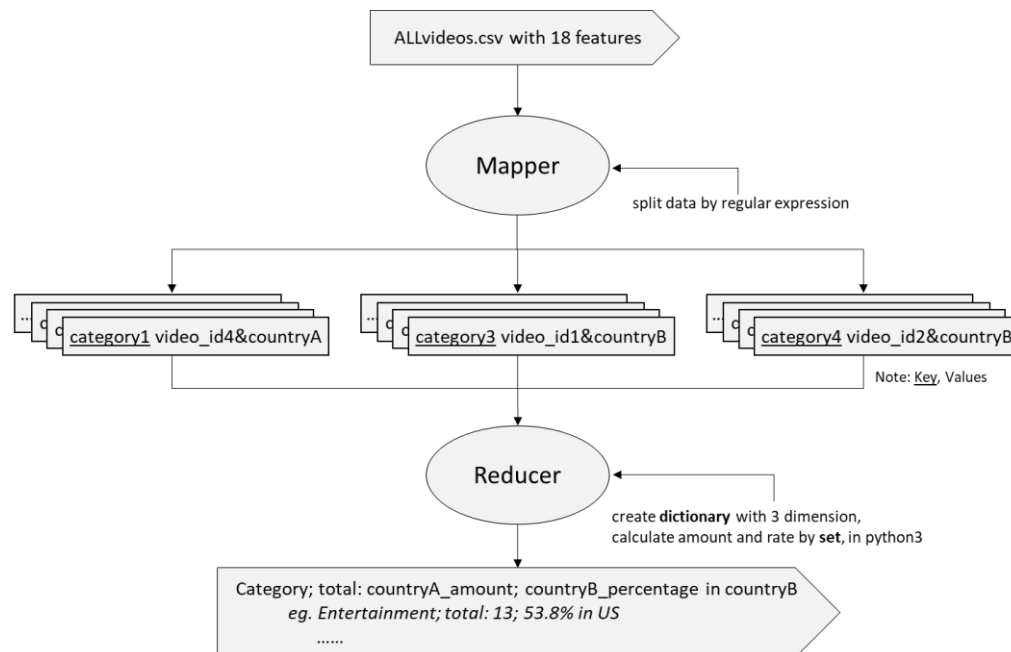 ALLvideos.csv with 18 features
Mapper
split data by regular expression
... c c category1 video_id4&countryA
... c c category3 video_id1&countryB
... c c category4 video_id2&countryB
Note: Key, Values
Reducer
create dictionary with 3 dimension,
calculate amount and rate by set, in python3
Category; total: countryA_amount; countryB_percentage in countryB
eg. Entertainment; total: 13; 53.8% in US
......